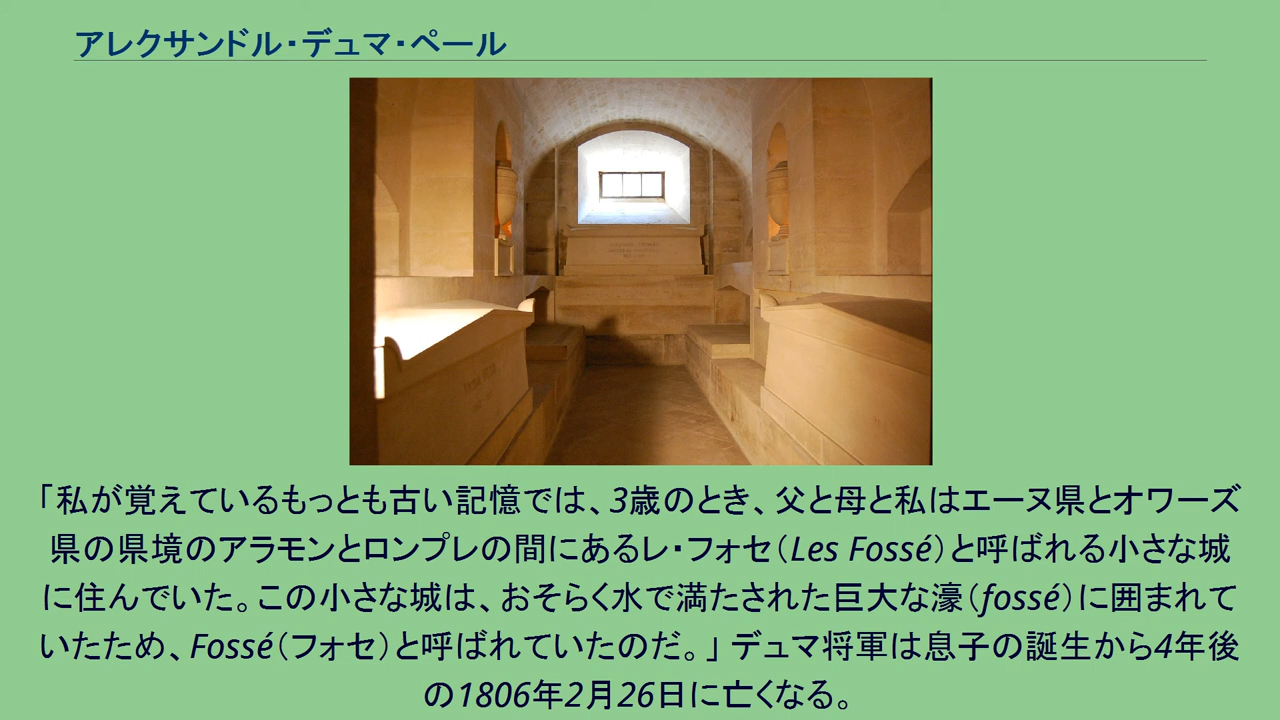 アレクサンドル・デュマ・ペール
「私が覚えているもっとも古い記憶では、3歳のとき、父と母と私はエーヌ県とオワーズ
県の県境のアラモンとロンプレの間にあるレ・フォセ（Les Fossé）と呼ばれる小さな城
に住んでいた。この小さな城は、おそらく水で満たされた巨大な濠（fossé）に囲まれて
いたため、Fossé（フォセ）と呼ばれていたのだ。」 デュマ将軍は息子の誕生から4年後
の1806年2月26日に亡くなる。